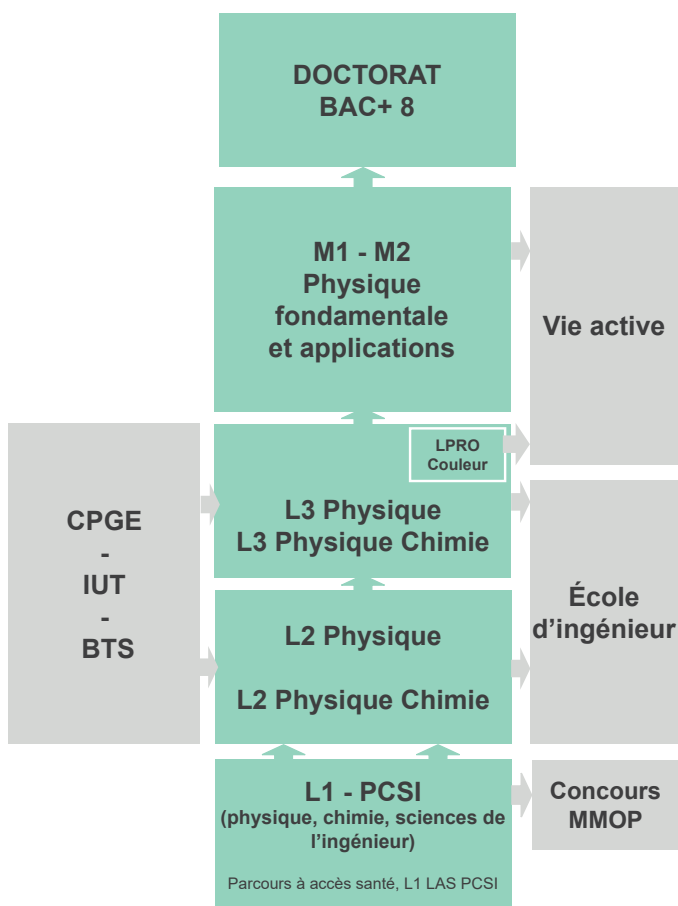 DOCTORAT
BAC+ 8
M1 - M2
Physique
fondamentale
et applications
Vie active
LPRO
Couleur
CPGE
-
IUT
-
BTS
L3 Physique
L3 Physique Chimie
École
d'ingénieur
L2 Physique
L2 Physique Chimie
L1 - PCSI
(physique, chimie, sciences de
l'ingénieur)
Parcours à accès santé, L1 LAS PCSI
Concours
MMOP